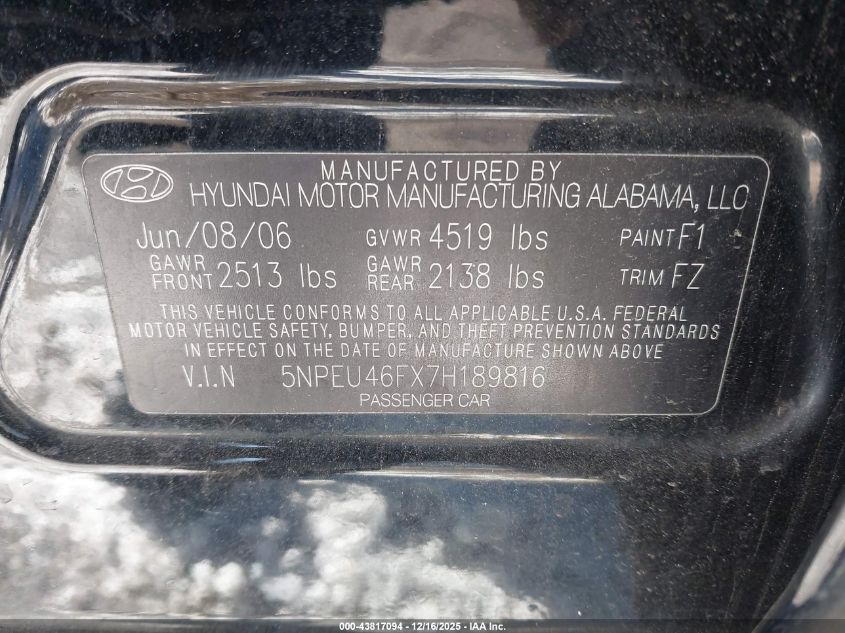 MANUFACTURED BY
HYUNDAI MOTOR MANUFACTURING ALABAMA, LLC
Jun/08/06 GVWR 4519 lbs PAINT F1
GAWR FRONT 2513 lbs GAWR REAR 2138 lbs TRIM FZ
THIS VEHICLE CONFORMS TO ALL APPLICABLE U.S.A. FEDERAL
MOTOR VEHICLE SAFETY, BUMPER, AND THEFT PREVENTION STANDARDS
IN EFFECT ON THE DATE OF MANUFACTURE SHOWN ABOVE
V.I.N 5NPEU46FX7H189816
PASSENGER CAR
000-43817094 - 12/16/2025 - IAA Inc.